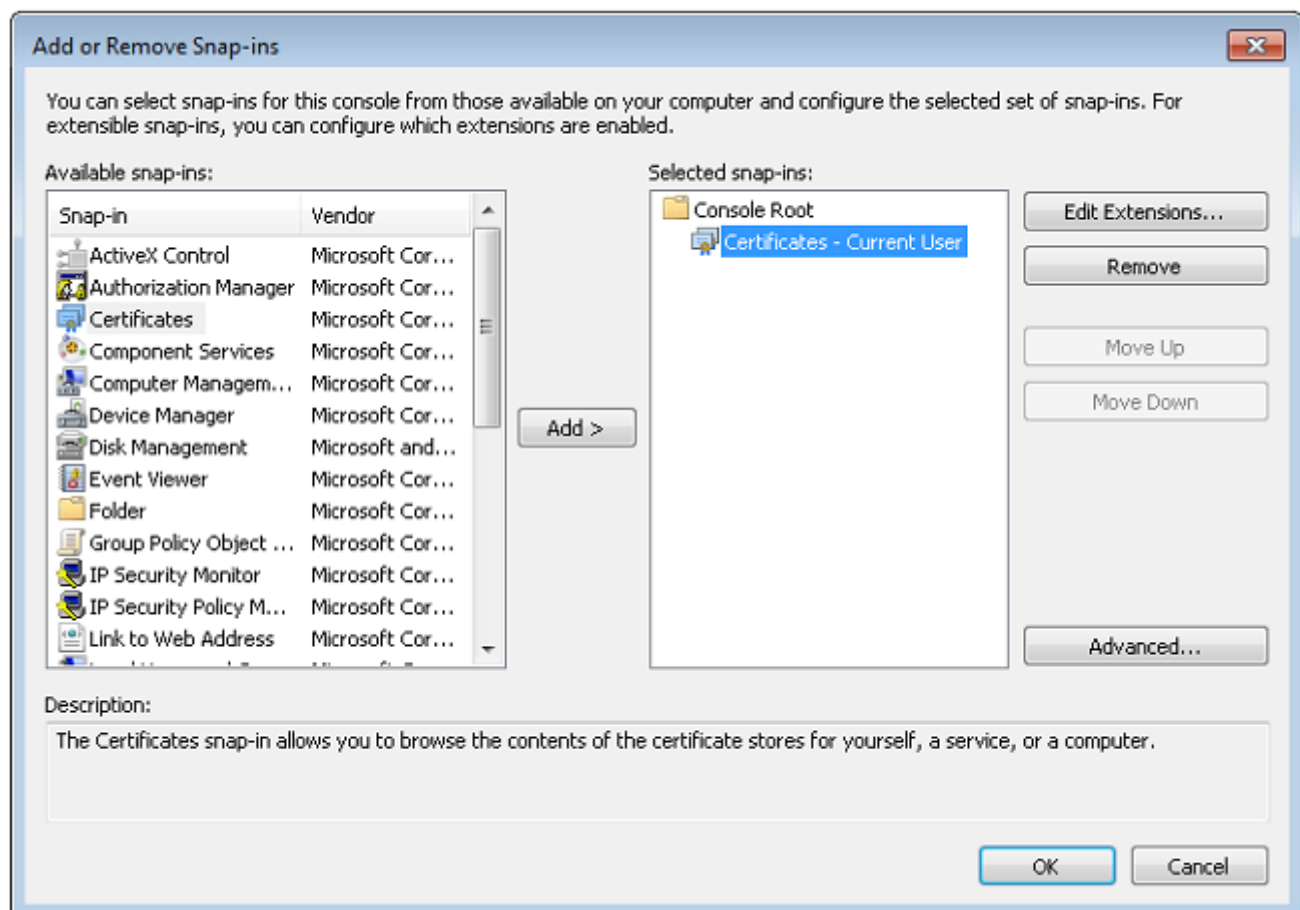 Add or Remove Snap-ins
You can select snap-ins for this console from those available on your computer and configure the selected set of snap-ins. For
extensible snap-ins, you can configure which extensions are enabled.
Available snap-ins:
Snap-in Vendor
ActiveX Control Microsoft Cor...
Authorization Manager Microsoft Cor...
Certificates Microsoft Cor...
Component Services Microsoft Cor...
Computer Managem... Microsoft Cor...
Device Manager Microsoft Cor...
Disk Management Microsoft and...
Event Viewer Microsoft Cor...
Folder Microsoft Cor...
Group Policy Object ... Microsoft Cor...
IP Security Monitor Microsoft Cor...
IP Security Policy M... Microsoft Cor...
Link to Web Address Microsoft Cor...
Add >
Selected snap-ins:
Console Root
Certificates - Current User
Edit Extensions...
Remove
Move Up
Move Down
Advanced...
Description:
The Certificates snap-in allows you to browse the contents of the certificate stores for yourself, a service, or a computer.
OK
Cancel